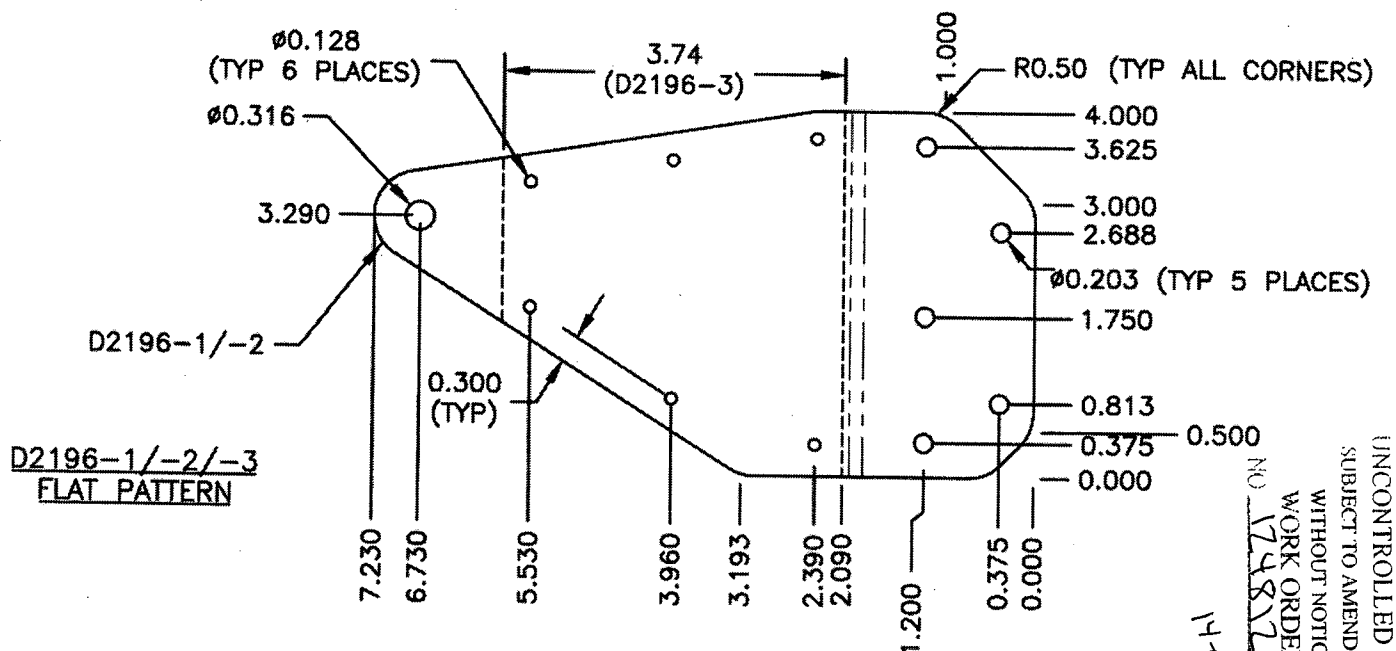 ø0.128
(TYP 6 PLACES)
3.74
(D2196-3)
1.000
R0.50 (TYP ALL CORNERS)
ø0.316
4.000
3.625
3.290
3.000
2.688
ø0.203 (TYP 5 PLACES)
1.750
D2196-1/-2
0.300
(TYP)
0.813
0.375
0.500
0.000
D2196-1/-2/-3
FLAT PATTERN
7.230
6.730
5.530
3.960
3.193
2.390
2.090
1.200
0.375
0.000
UNCONTROLLED
SUBJECT TO AMEND
WITHOUT NOTIC
WORK ORDE
NO
14-